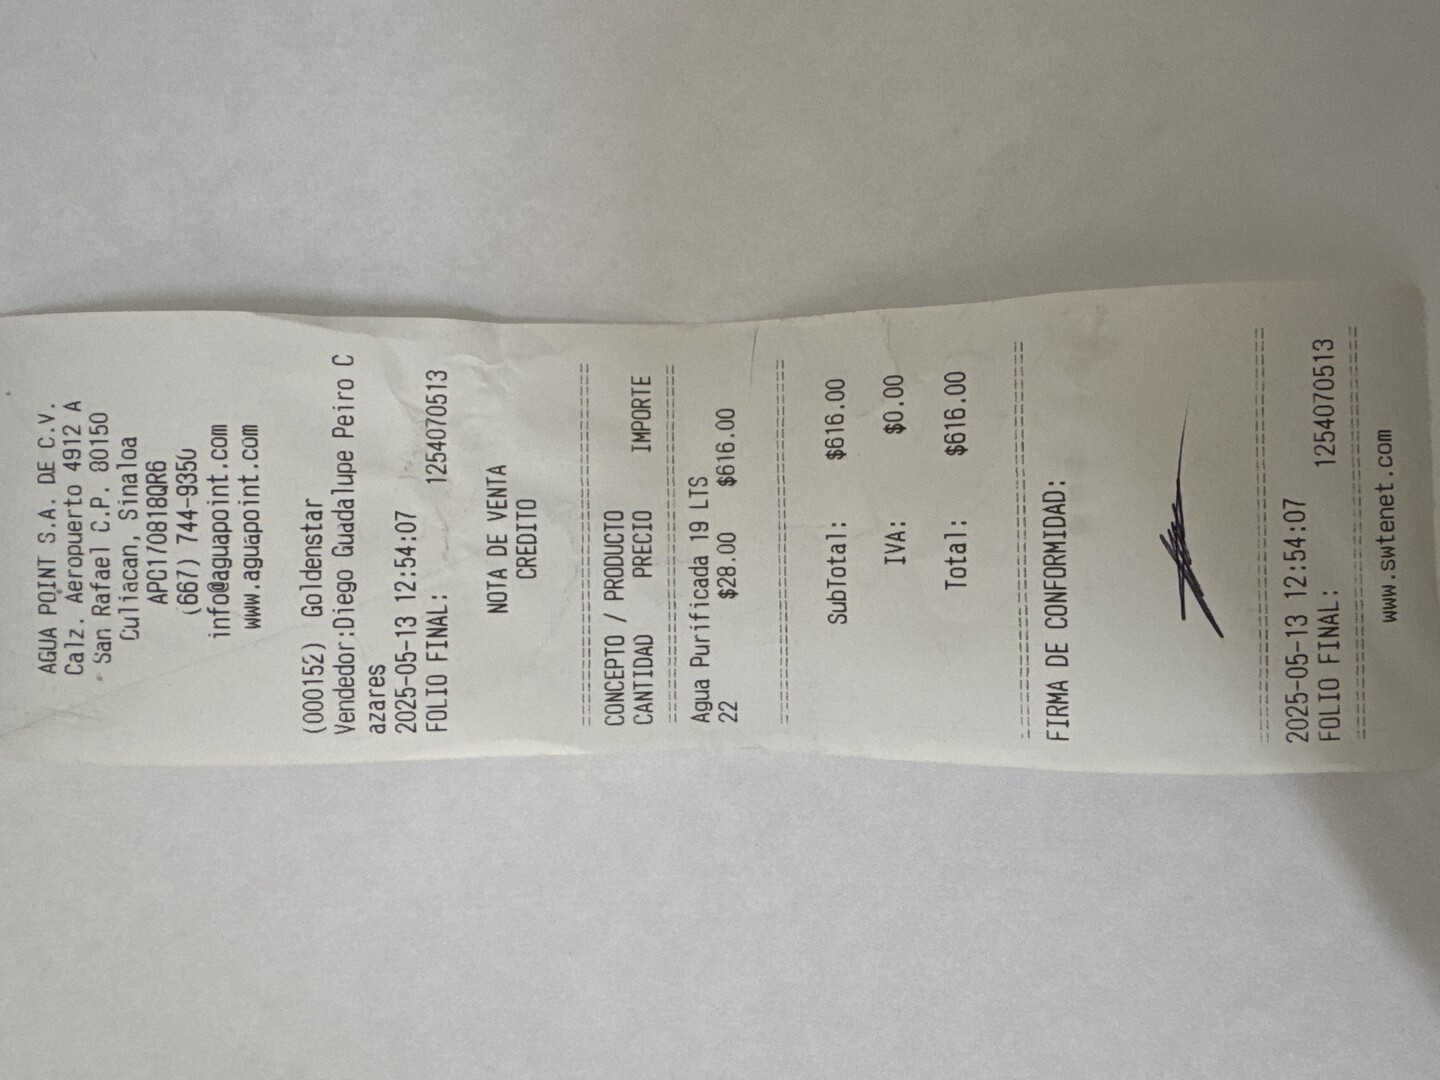 AGUA POINT S.A. DE C.V.
Calz. Aeropuerto 4912 A
San Rafael C.P. 80150
Culiacan, Sinaloa
APC170818QR6
(667) 744-9350
info@aguapoint.com
www.aguapoint.com
(000152) Goldenstar
Vendedor:Diego Guadalupe Peiro C
azares
2025-05-13 12:54:07
FOLIO FINAL: 1254070513
NOTA DE VENTA
CREDITO
CONCEPTO / PRODUCTO
CANTIDAD PRECIO IMPORTE
Agua Purificada 19 LTS
22 $28.00 $616.00
SubTotal: $616.00
IVA: $0.00
Total: $616.00
FIRMA DE CONFORMIDAD:
2025-05-13 12:54:07
FOLIO FINAL: 1254070513
www.swtenet.com